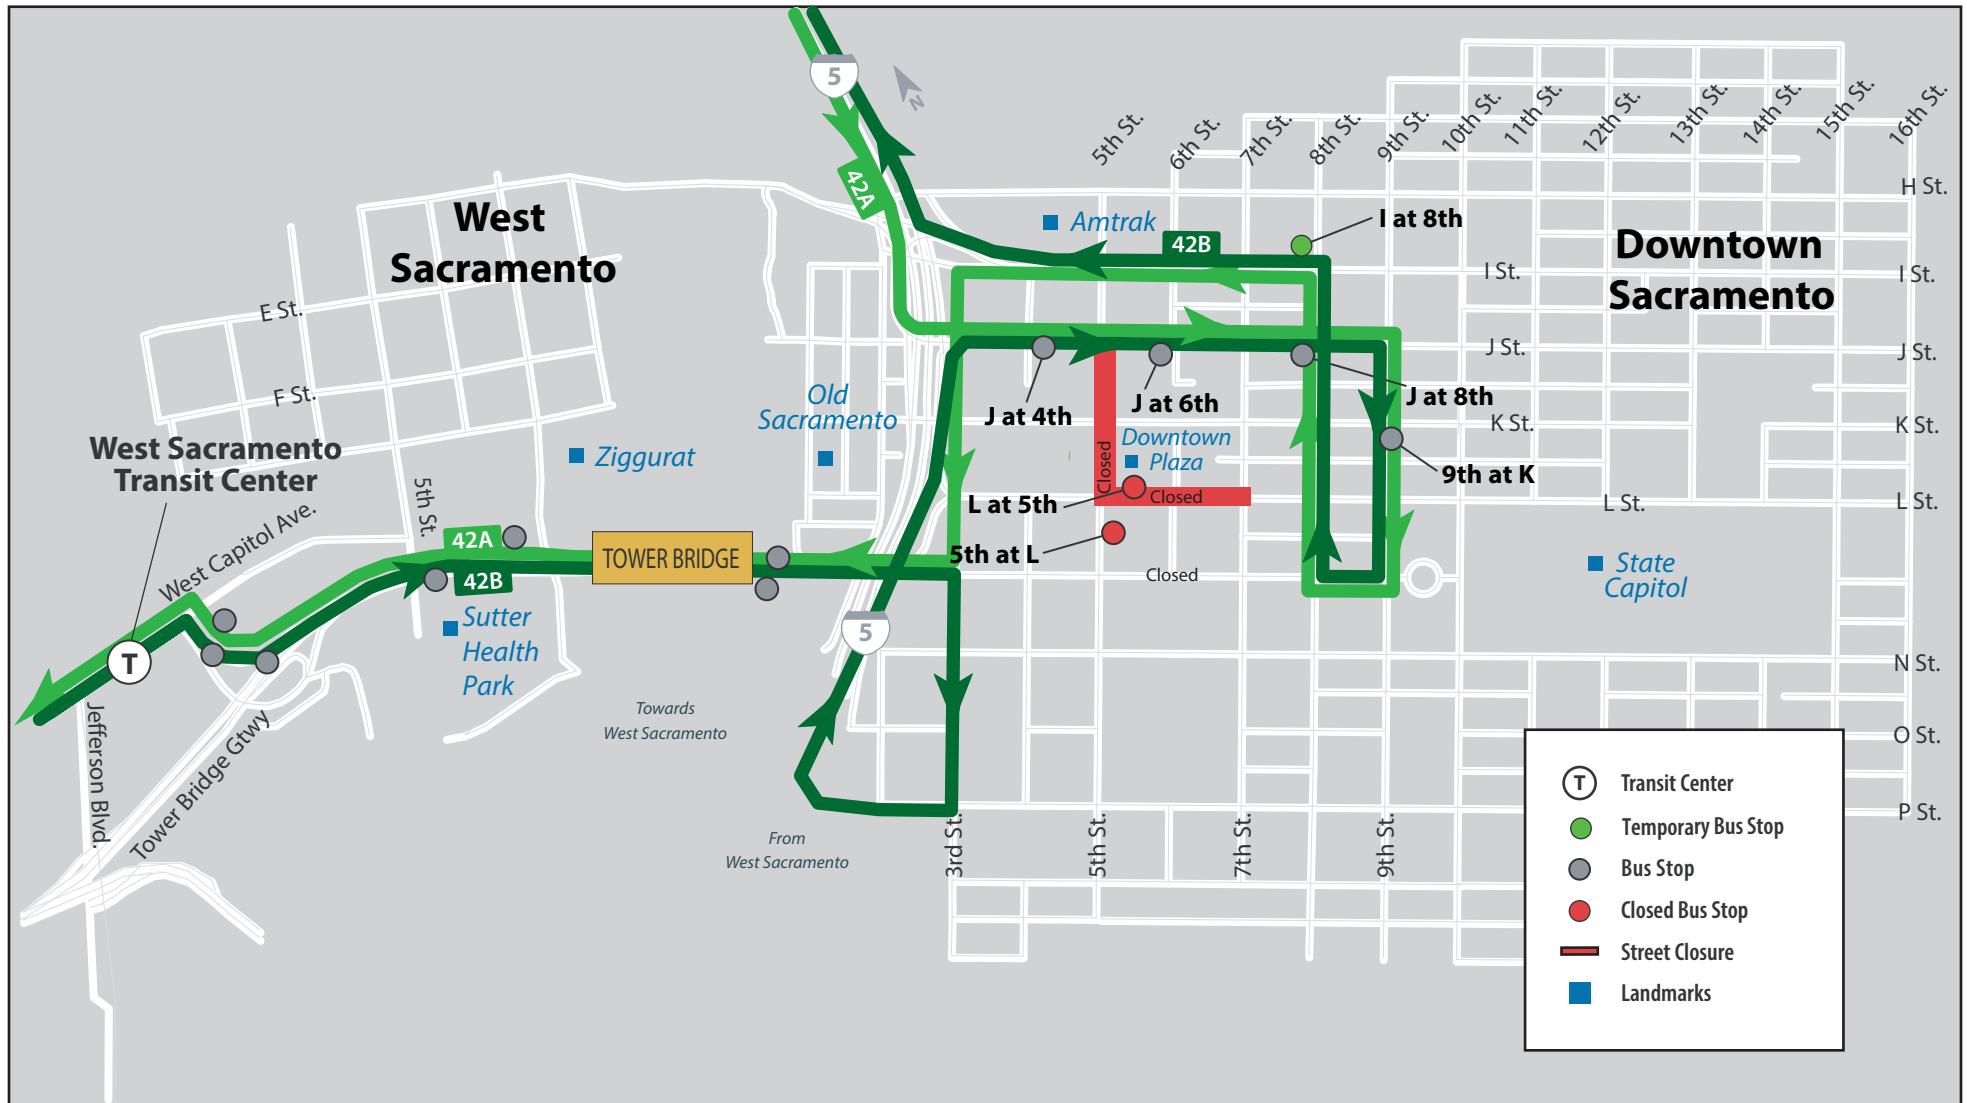 5
N
42A
5th St.
6th St.
7th St.
8th St.
9th St.
10th St.
11th St.
12th St.
13th St.
14th St.
15th St.
16th St.
H St.
West
Sacramento
Amtrak
42B
I at 8th
Downtown
Sacramento
I St.
I St.
E St.
F St.
J St.
J St.
Old
Sacramento
J at 4th
J at 6th
J at 8th
K St.
K St.
West Sacramento
Transit Center
Ziggurat
Closed
Downtown
Plaza
9th at K
L at 5th
Closed
L St.
L St.
5th St.
West Capitol Ave.
42A
42B
TOWER BRIDGE
5th at L
Closed
State
Capitol
Sutter
Health
Park
5
T
N St.
Towards
West Sacramento
Jefferson Blvd.
Tower Bridge Gtwy
O St.
From
West Sacramento
3rd St.
5th St.
7th St.
9th St.
P St.
T
Transit Center
Temporary Bus Stop
Bus Stop
Closed Bus Stop
Street Closure
Landmarks